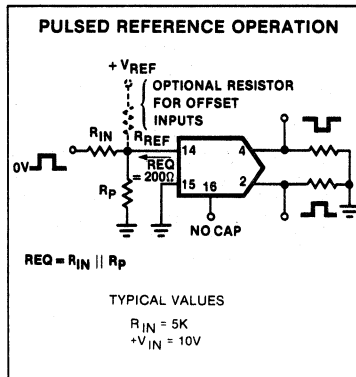 PULSED REFERENCE OPERATION
+ VREF
OPTIONAL RESISTOR
FOR OFFSET
INPUTS
RREF
RIN
0V
REQ
= 200Ω
RP
14
15
16
4
2
NO CAP
REQ = RIN || RP
TYPICAL VALUES
RIN = 5K
+VIN = 10V